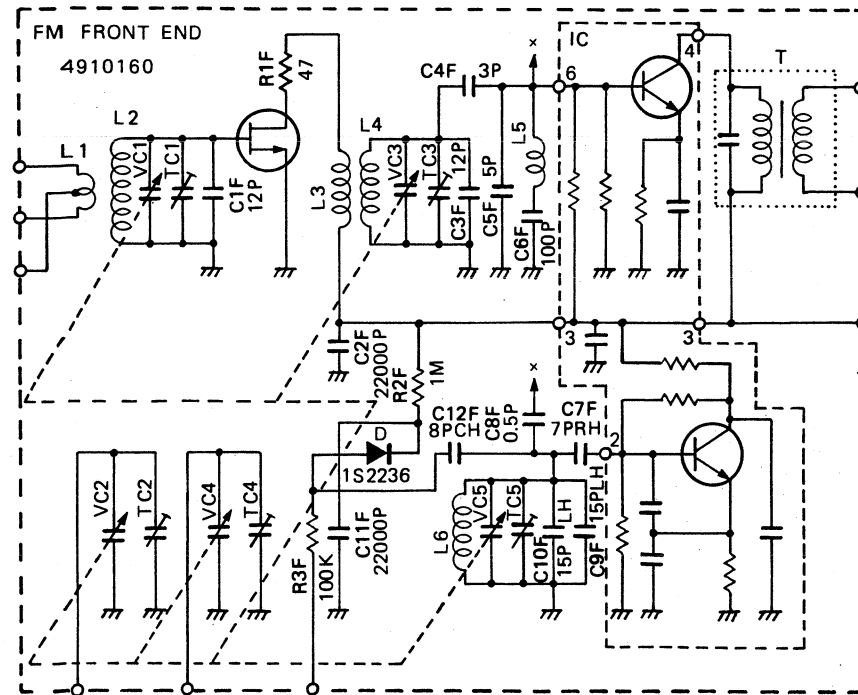 FM FRONT END
4910160
R1F
47
L1
L2
VC1
TC1
C1F
12P
L3
L4
VC3
TC3
12P
C3F
C4F 3P
5P
C5F
L5
C6F
100P
x
6
IC
4
T
3
3
C2F
22000P
R2F
1M
D
1S2236
C12F
8PCH
x
C8F
0.5P
C7F
7PRH
2
VC2
TC2
VC4
TC4
R3F
100K
C11F
22000P
L6
VC5
TC5
LH
C10F
15P
15PLH
C9F